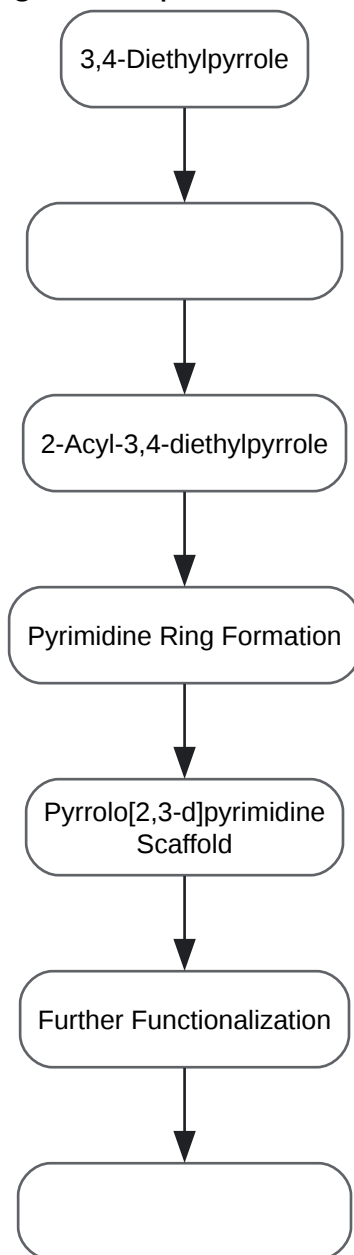 3,4-Diethylpyrrole
2-Acyl-3,4-diethylpyrrole
Pyrimidine Ring Formation
Pyrrolo[2,3-d]pyrimidine
Scaffold
Further Functionalization